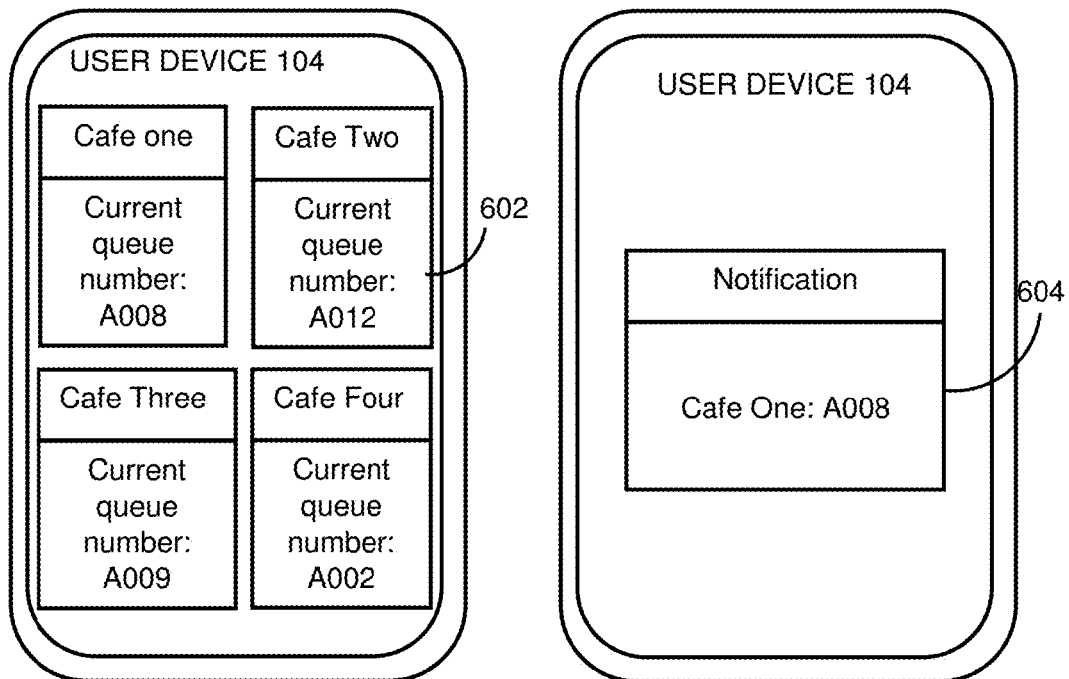 USER DEVICE 104
Cafe one
Current
queue
number:
A008
Cafe Two
Current
queue
number:
A012
602
Cafe Three
Current
queue
number:
A009
Cafe Four
Current
queue
number:
A002
USER DEVICE 104
Notification
Cafe One: A008
604